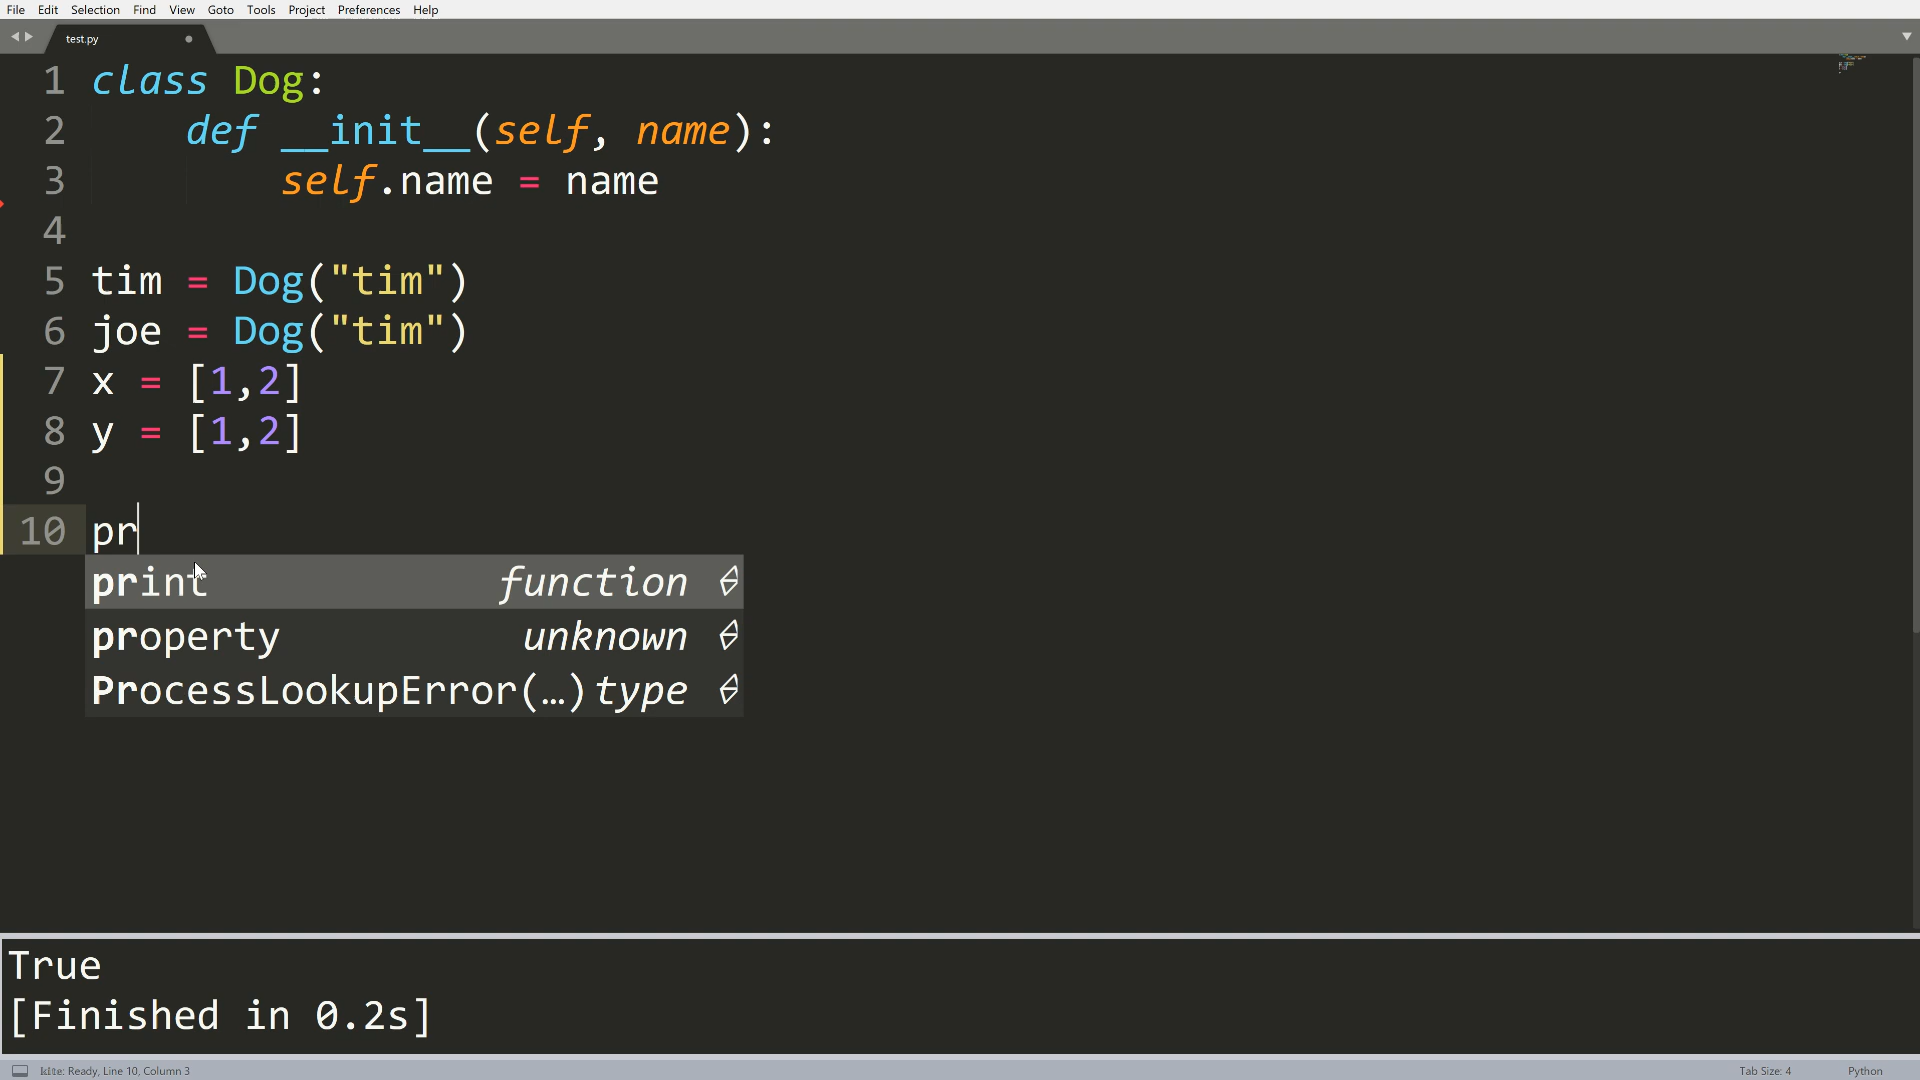 File Edit Selection Find View Goto Tools Project Preferences Help
test.py
1 class Dog:
2 def __init__(self, name):
3 self.name = name
4
5 tim = Dog("tim")
6 joe = Dog("tim")
7 x = [1,2]
8 y = [1,2]
9
10 pr
print function
property unknown
ProcessLookupError(…) type
True
[Finished in 0.2s]
kite: Ready, Line 10, Column 3 Tab Size: 4 Python